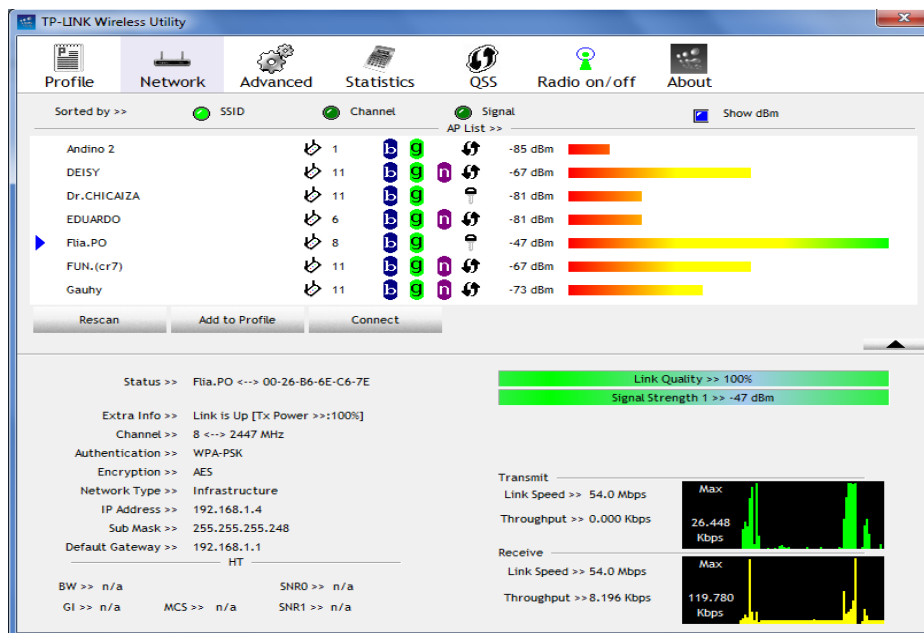 TP-LINK Wireless Utility
Profile Network Advanced Statistics QSS Radio on/off About
Sorted by >> SSID Channel Signal Show dBm
AP List >>
Andino 2 1 b g -85 dBm
DEISY 11 b g n -67 dBm
Dr.CHICAIZA 11 b g -81 dBm
EDUARDO 6 b g n -81 dBm
Flia.PO 8 b g -47 dBm
FUN.(cr7) 11 b g n -67 dBm
Gauhy 11 b g n -73 dBm
Rescan Add to Profile Connect
Status >> Flia.PO <--> 00-26-B6-6E-C6-7E
Extra Info >> Link is Up [Tx Power >>:100%]
Channel >> 8 <--> 2447 MHz
Authentication >> WPA-PSK
Encryption >> AES
Network Type >> Infrastructure
IP Address >> 192.168.1.4
Sub Mask >> 255.255.255.248
Default Gateway >> 192.168.1.1
HT
BW >> n/a SNR0 >> n/a
GI >> n/a MCS >> n/a SNR1 >> n/a
Link Quality >> 100%
Signal Strength 1 >> -47 dBm
Transmit
Link Speed >> 54.0 Mbps
Throughput >> 0.000 Kbps
Max
26.448
Kbps
Receive
Link Speed >> 54.0 Mbps
Throughput >>8.196 Kbps
Max
119.780
Kbps